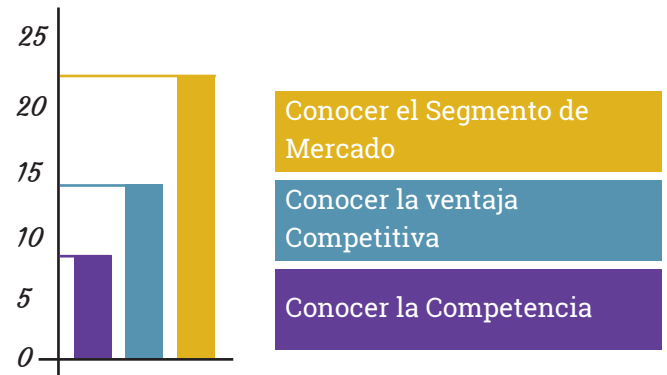 25
20
15
10
5
0
Conocer el Segmento de
Mercado
Conocer la ventaja
Competitiva
Conocer la Competencia